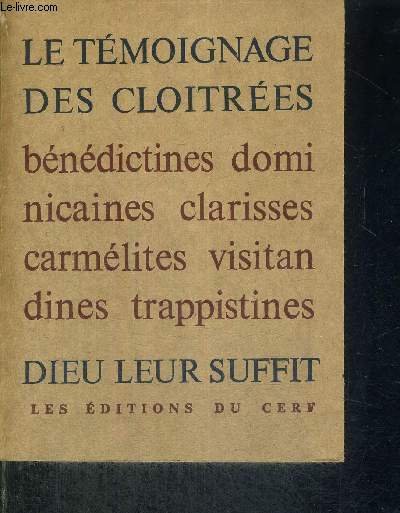 © Le-livre.com
LE TÉMOIGNAGE
DES CLOITRÉES
bénédictines domi
nicaines clarisses
carmélites visitan
dines trappistines
DIEU LEUR SUFFIT
LES ÉDITIONS DU CERF